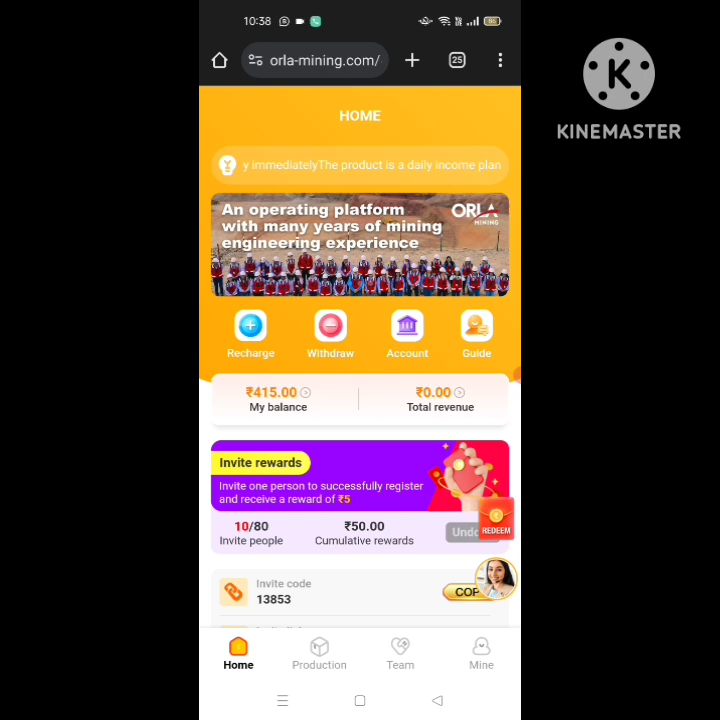 10:38
56
orla-mining.com/
25
KINEMASTER
HOME
y immediatelyThe product is a daily income plan
An operating platform
with many years of mining
engineering experience
ORLA
MINING
Recharge
Withdraw
Account
Guide
₹415.00
₹0.00
My balance
Total revenue
Invite rewards
Invite one person to successfully register
and receive a reward of ₹5
10/80
₹50.00
Invite people
Cumulative rewards
REDEEM
Invite code
13853
COP
Home
Production
Team
Mine